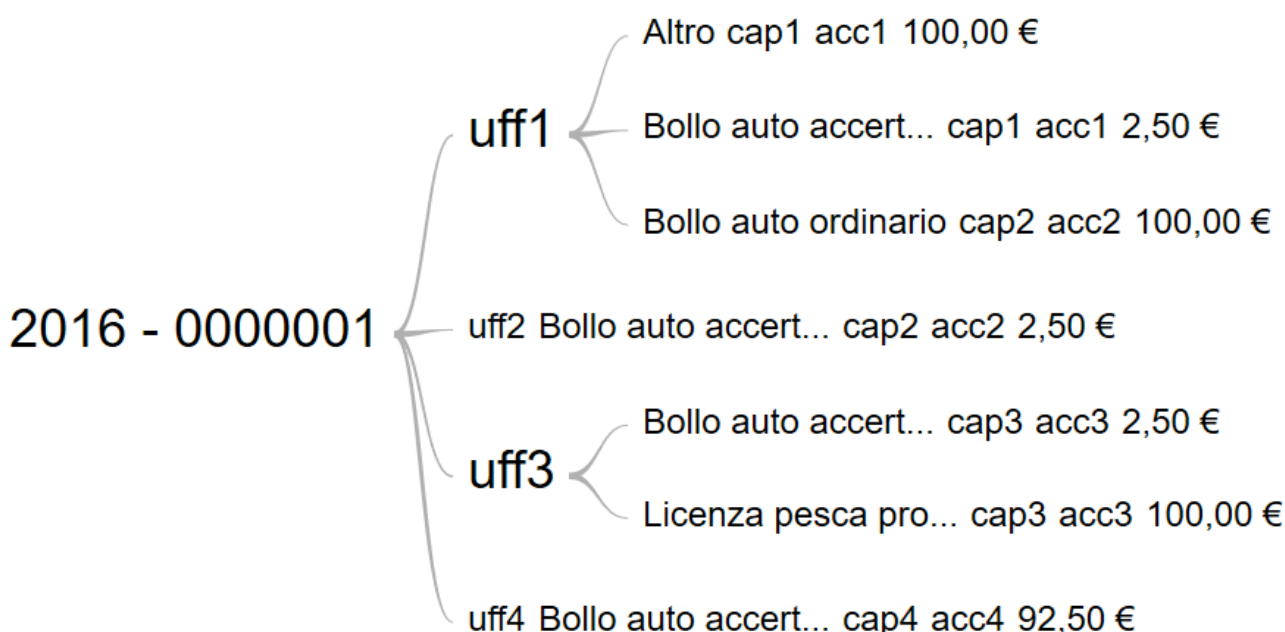 Altro cap1 acc1 100,00 €
uff1
Bollo auto accert... cap1 acc1 2,50 €
Bollo auto ordinario cap2 acc2 100,00 €
2016 - 0000001
uff2 Bollo auto accert... cap2 acc2 2,50 €
Bollo auto accert... cap3 acc3 2,50 €
uff3
Licenza pesca pro... cap3 acc3 100,00 €
uff4 Bollo auto accert... cap4 acc4 92,50 €